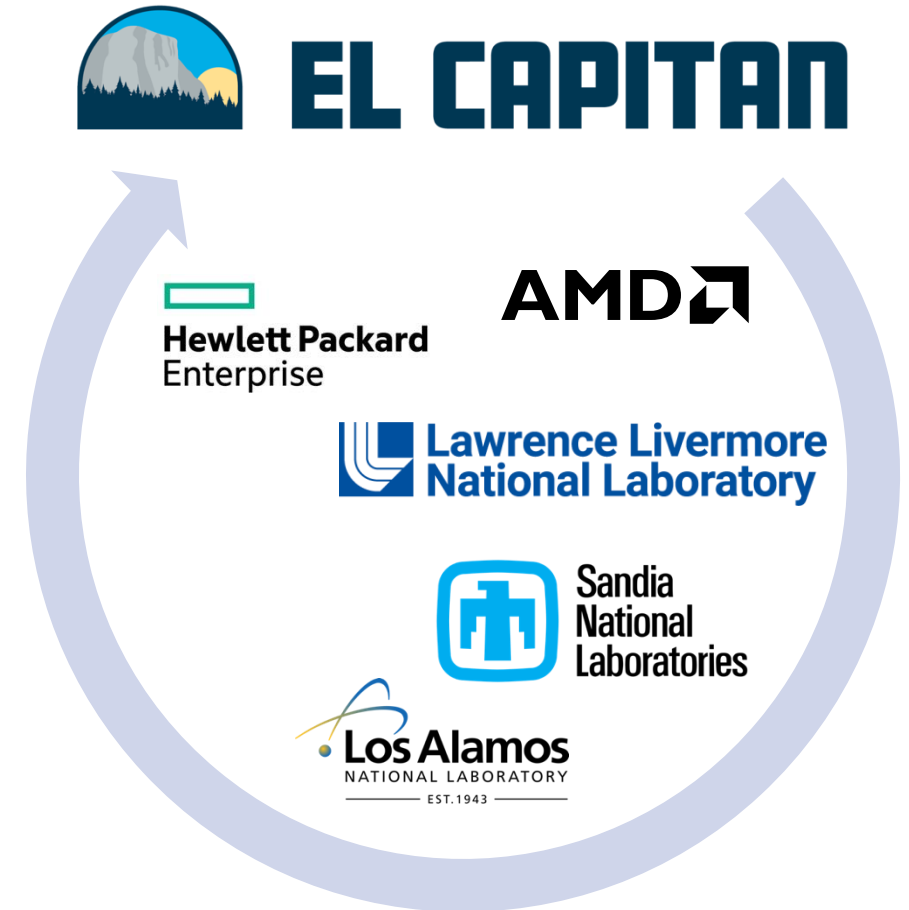 EL CAPITAN
AMD
Hewlett Packard
Enterprise
Lawrence Livermore
National Laboratory
Sandia
National
Laboratories
Los Alamos
NATIONAL LABORATORY
EST.1943